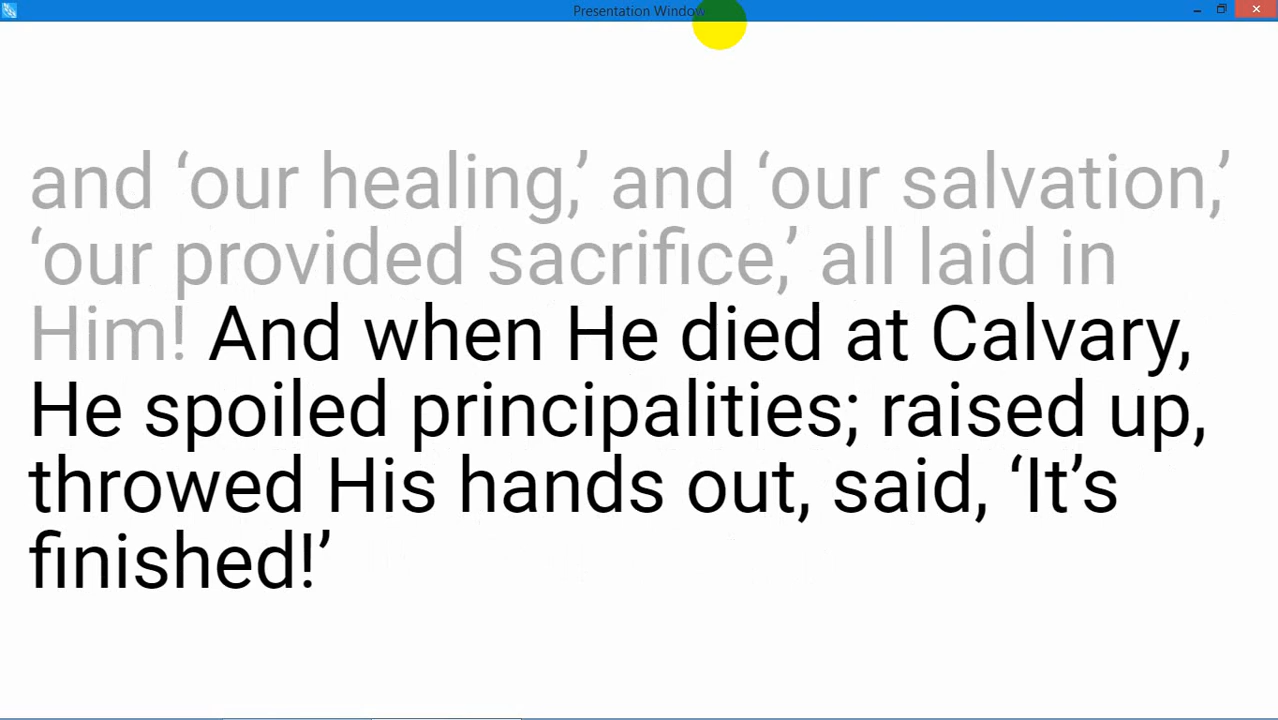 Presentation Window
and ‘our healing,’ and ‘our salvation,’
‘our provided sacrifice,’ all laid in
Him! And when He died at Calvary,
He spoiled principalities; raised up,
throwed His hands out, said, ‘It’s
finished!’